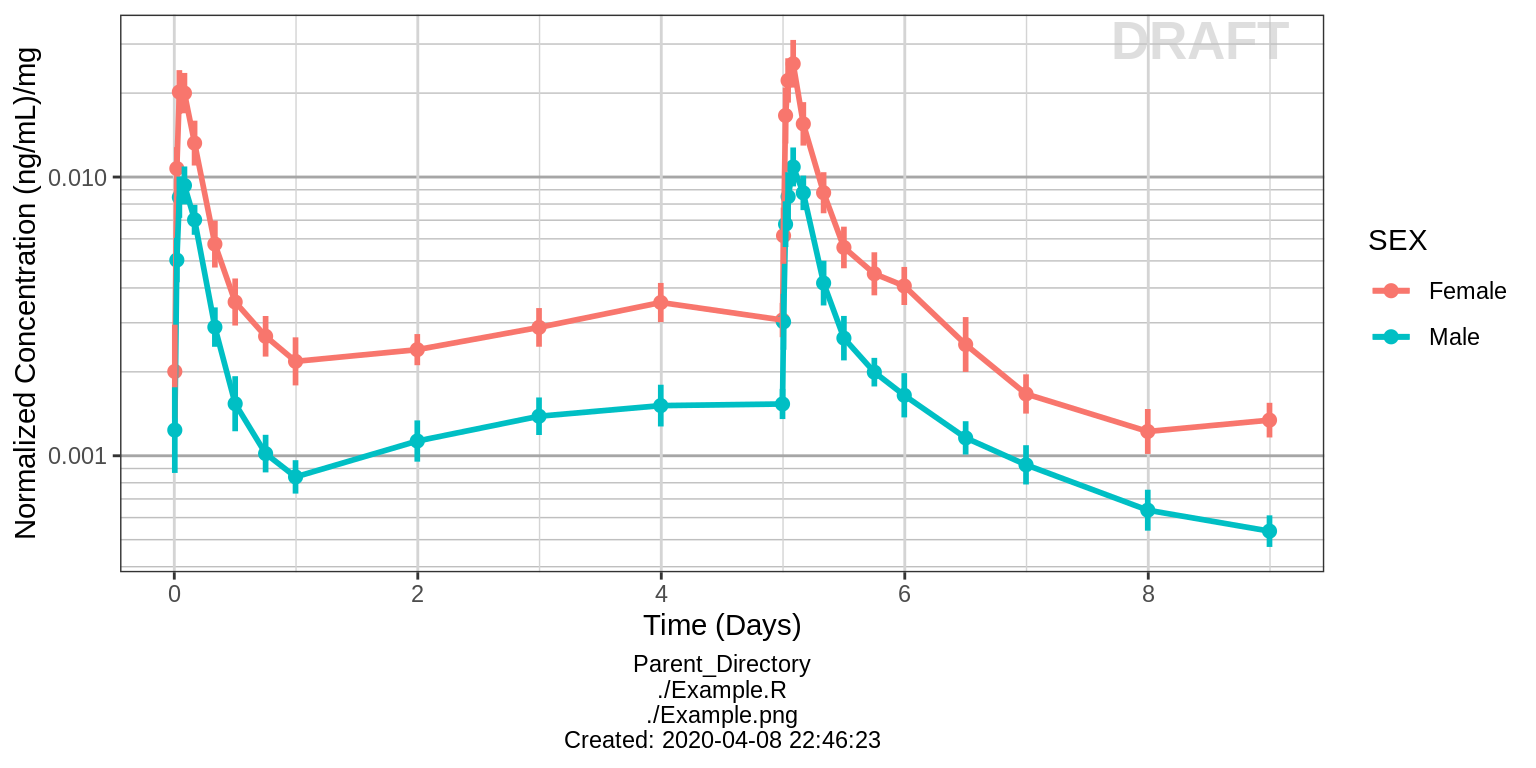 DRAFT
Normalized Concentration (ng/mL)/mg
0.010
0.001
0 2 4 6 8
Time (Days)
SEX
Female
Male
Parent_Directory
./Example.R
./Example.png
Created: 2020-04-08 22:46:23